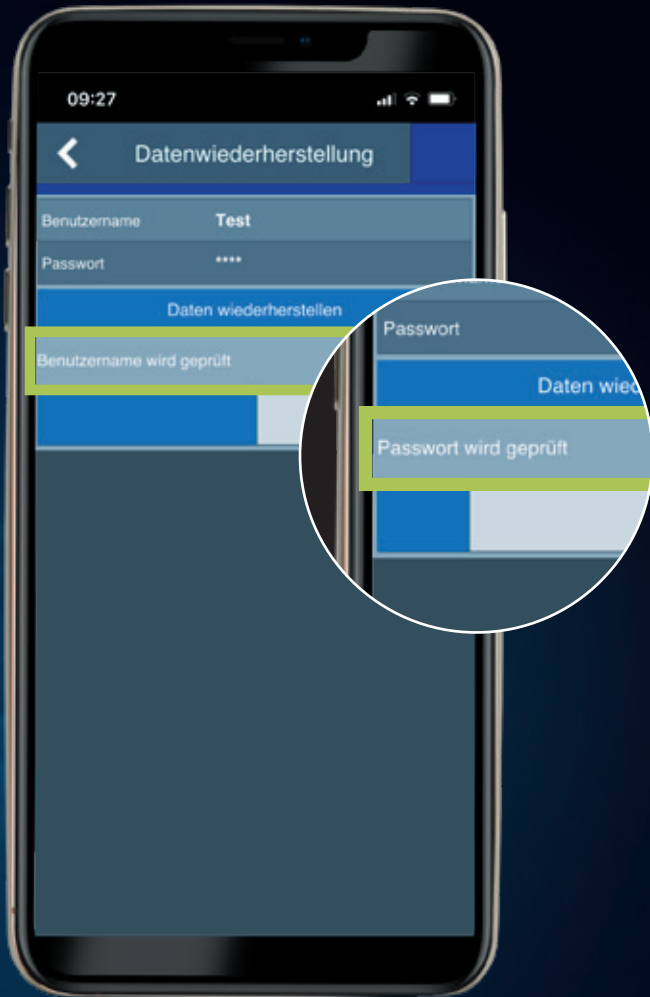 09:27
Datenwiederherstellung
Benutzername Test
Passwort ****
Daten wiederherstellen
Benutzername wird geprüft
Passwort
Daten wied
Passwort wird geprüft